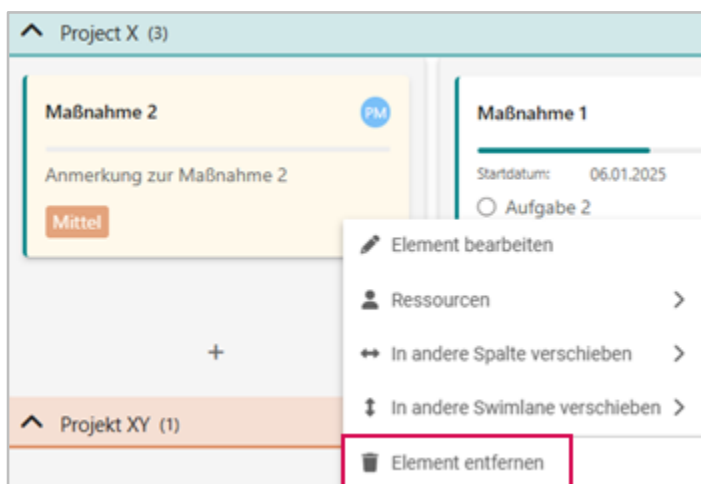 Project X (3)
Maßnahme 2
PM
Anmerkung zur Maßnahme 2
Mittel
+
Maßnahme 1
Startdatum: 06.01.2025
Aufgabe 2
Element bearbeiten
Ressourcen
In andere Spalte verschieben
In andere Swimlane verschieben
Element entfernen
Projekt XY (1)